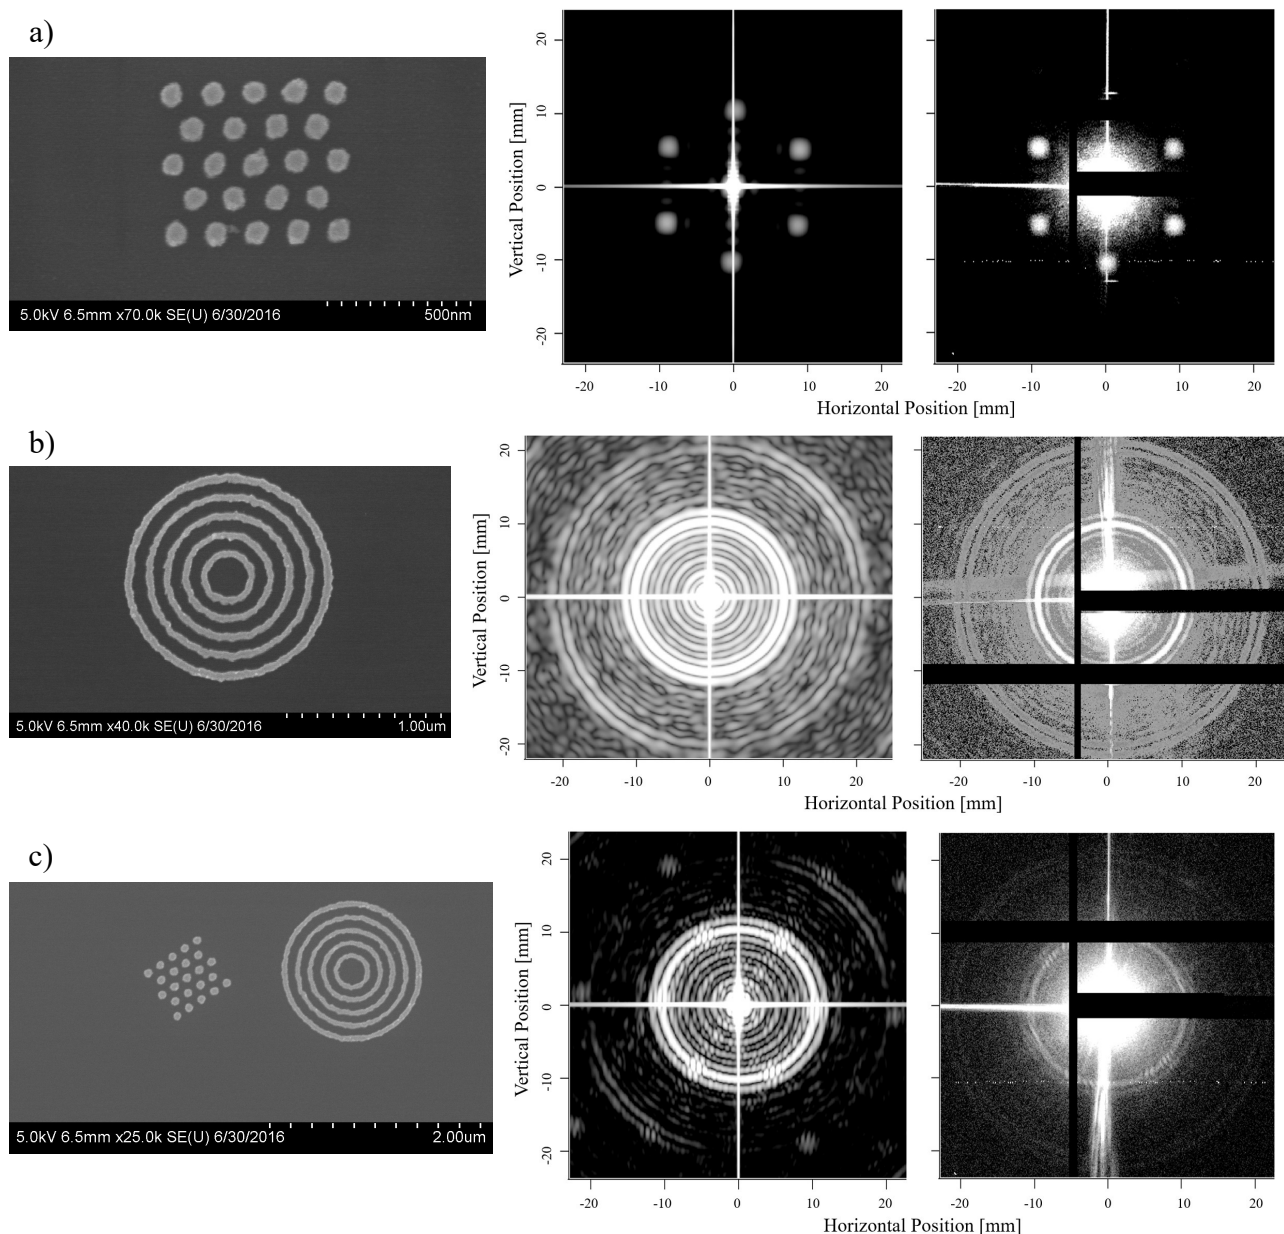 a)
5.0kV 6.5mm x70.0k SE(U) 6/30/2016 500nm
Vertical Position [mm]
20
10
0
-10
-20
-20 -10 0 10 20
-20 -10 0 10 20
Horizontal Position [mm]
b)
5.0kV 6.5mm x40.0k SE(U) 6/30/2016 1.00um
Vertical Position [mm]
20
10
0
-10
-20
-20 -10 0 10 20
-20 -10 0 10 20
Horizontal Position [mm]
c)
5.0kV 6.5mm x25.0k SE(U) 6/30/2016 2.00um
Vertical Position [mm]
20
10
0
-10
-20
-20 -10 0 10 20
-20 -10 0 10 20
Horizontal Position [mm]